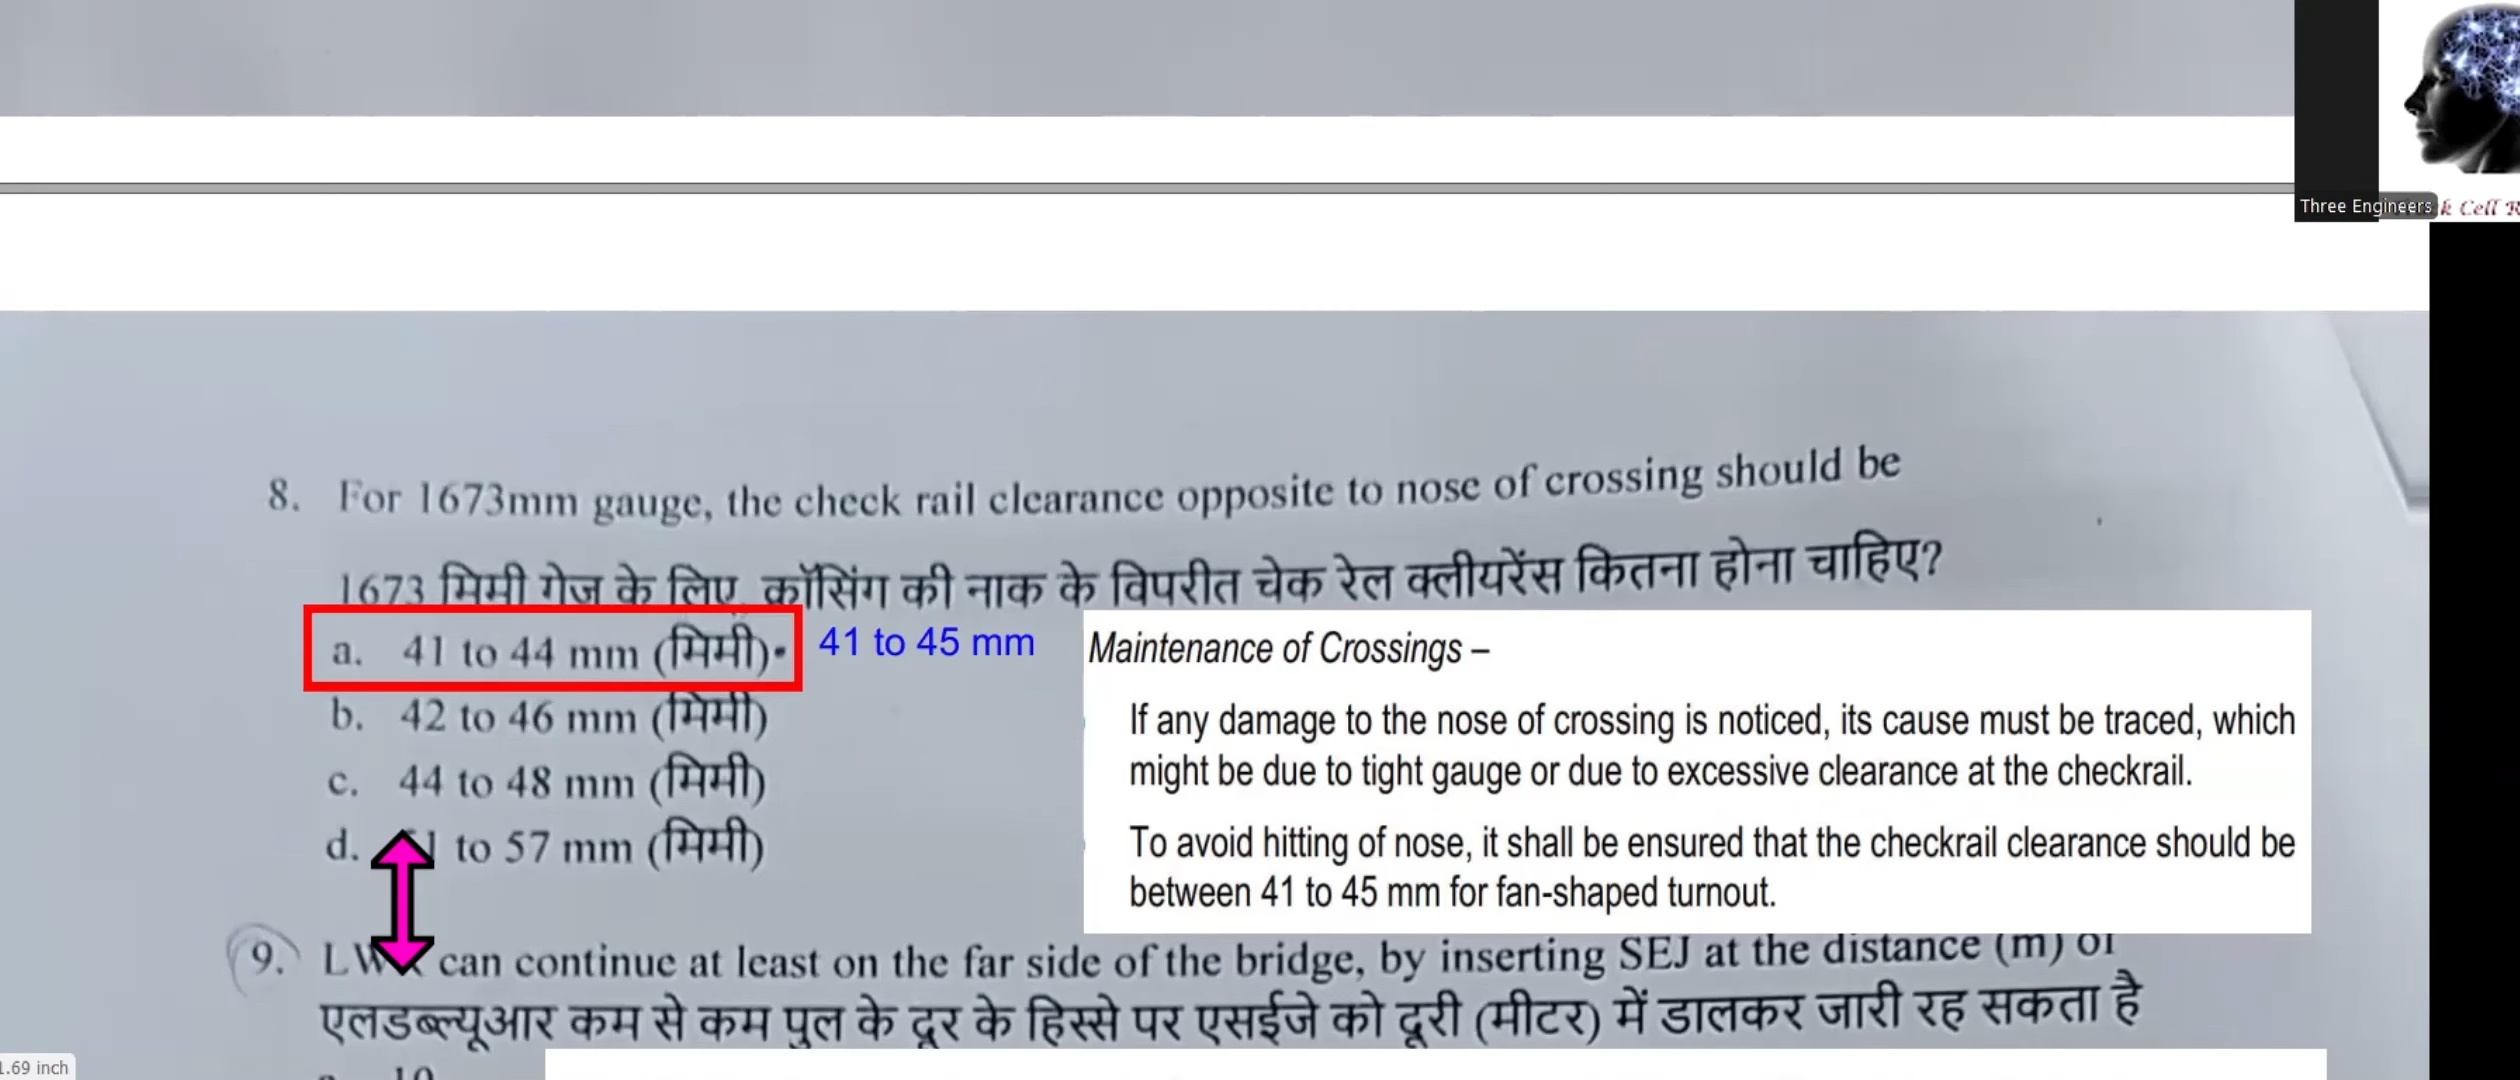 Three Engineers
k Cell R
8. For 1673mm gauge, the check rail clearance opposite to nose of crossing should be
1673 मिमी गेज के लिए, कॉसिंग की नाक के विपरीत चेक रेल क्लीयरेंस कितना होना चाहिए?
a. 41 to 44 mm (मिमी) 41 to 45 mm
b. 42 to 46 mm (मिमी)
c. 44 to 48 mm (मिमी)
d. to 57 mm (मिमी)
Maintenance of Crossings –
If any damage to the nose of crossing is noticed, its cause must be traced, which
might be due to tight gauge or due to excessive clearance at the checkrail.
To avoid hitting of nose, it shall be ensured that the checkrail clearance should be
between 41 to 45 mm for fan-shaped turnout.
9. can continue at least on the far side of the bridge, by inserting SEJ at the distance (m) of
एलडब्ल्यूआर कम से कम पुल के दूर के हिस्से पर एसईजे को दूरी (मीटर) में डालकर जारी रह सकता है
1.69 inch